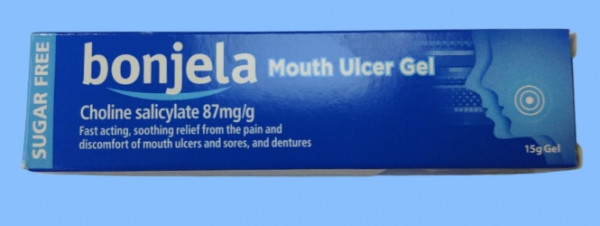 SUGAR FREE
bonjela Mouth Ulcer Gel
Choline salicylate 87mg/g
Fast acting, soothing relief from the pain and
discomfort of mouth ulcers and sores, and dentures
15g Gel